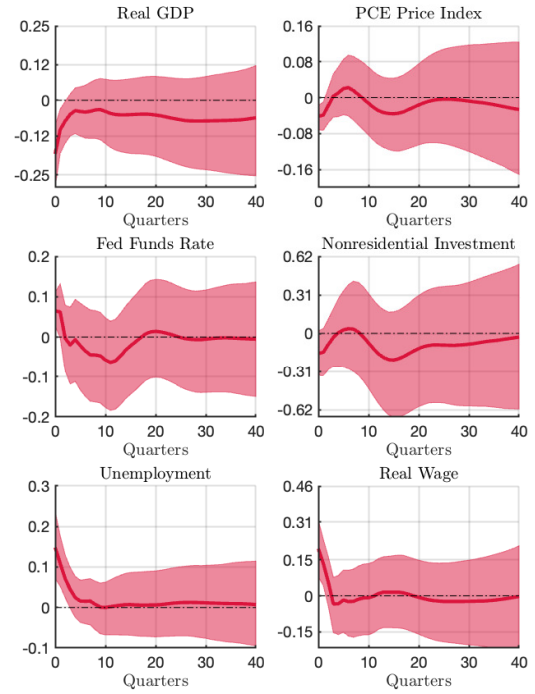 Real GDP
0.25
0.12
0
-0.12
-0.25
0 10 20 30 40
Quarters
PCE Price Index
0.16
0.08
0
-0.08
-0.16
0 10 20 30 40
Quarters
Fed Funds Rate
0.2
0.1
0
-0.1
-0.2
0 10 20 30 40
Quarters
Nonresidential Investment
0.62
0.31
0
-0.31
-0.62
0 10 20 30 40
Quarters
Unemployment
0.3
0.2
0.1
0
-0.1
0 10 20 30 40
Quarters
Real Wage
0.46
0.31
0.15
0
-0.15
0 10 20 30 40
Quarters